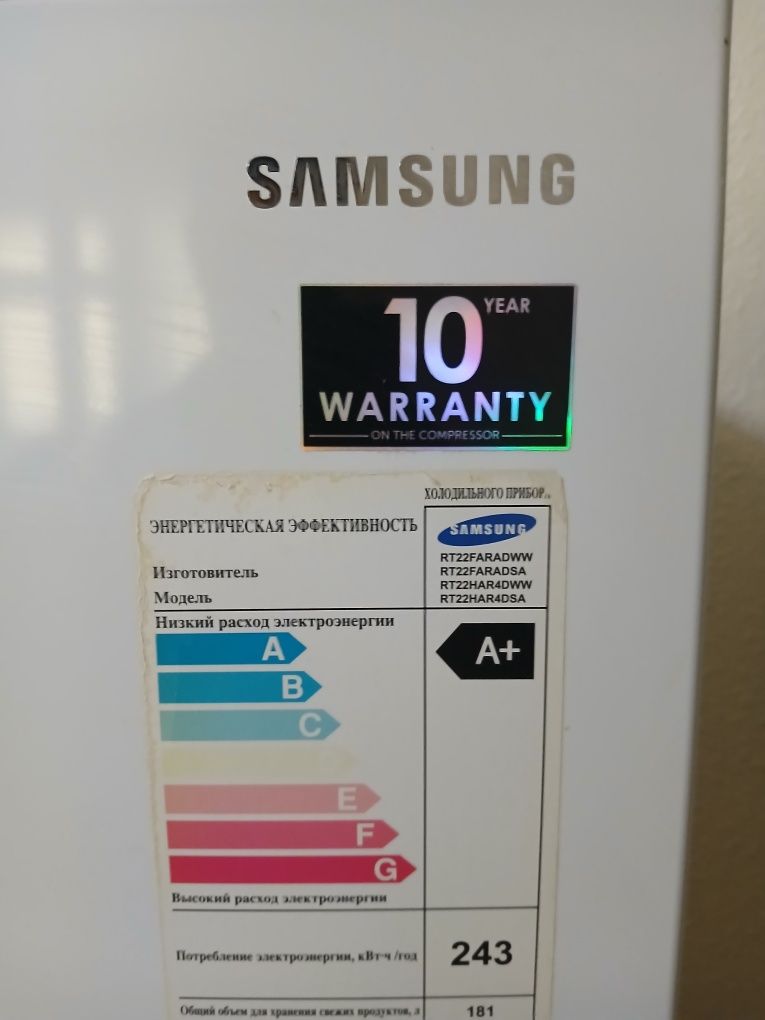 SAMSUNG
10 YEAR
WARRANTY
ON THE COMPRESSOR
ХОЛОДИЛЬНОГО ПРИБОР
ЭНЕРГЕТИЧЕСКАЯ ЭФФЕКТИВНОСТЬ
SAMSUNG
Изготовитель
Модель
RT22FARADWW
RT22FARADSA
RT22HAR4DWW
RT22HAR4DSA
Низкий расход электроэнергии
A
A+
B
C
E
F
G
Высокий расход электроэнергии
Потребление электроэнергии, кВт·ч /год 243
Общий объем для хранения свежих продуктов, л 181